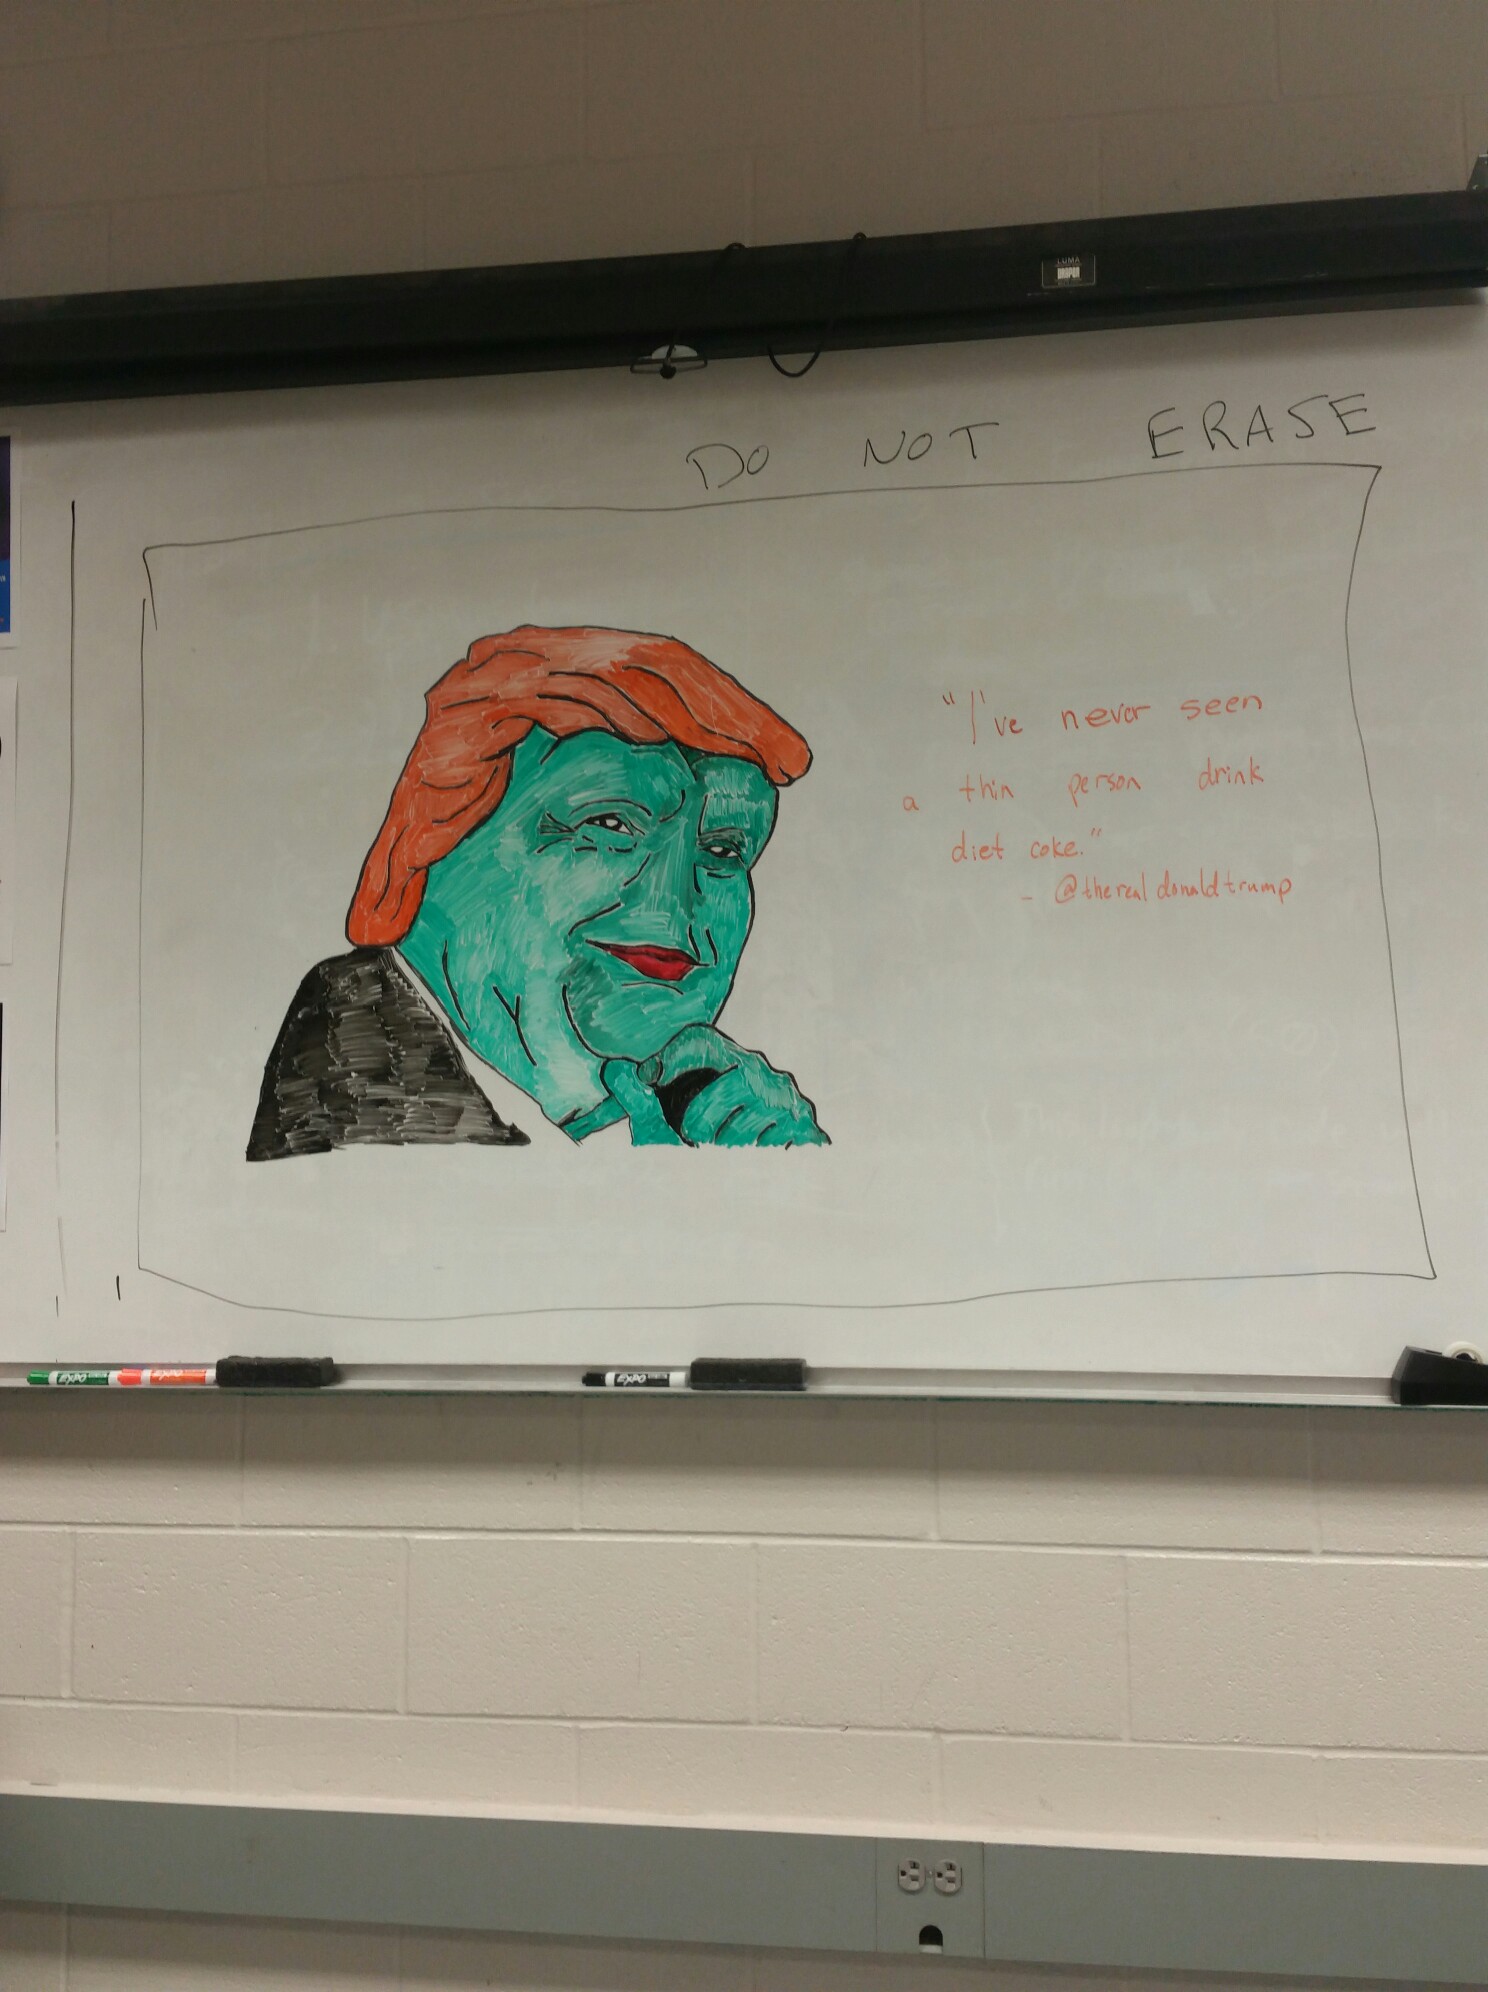 LUMA
DRAPER
DO NOT ERASE
"I've never seen
a thin person drink
diet coke."
- @therealdonaldtrump
EXPO
EXPO
EXPO